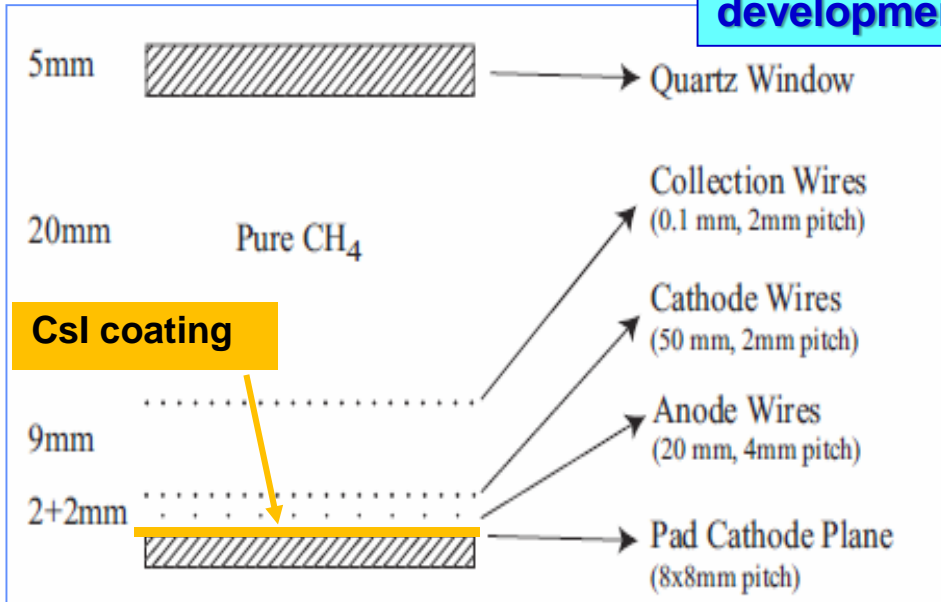 developme
5mm
Quartz Window
Collection Wires
(0.1 mm, 2mm pitch)
20mm
Pure CH4
Cathode Wires
(50 mm, 2mm pitch)
CsI coating
Anode Wires
(20 mm, 4mm pitch)
9mm
2+2mm
Pad Cathode Plane
(8x8mm pitch)